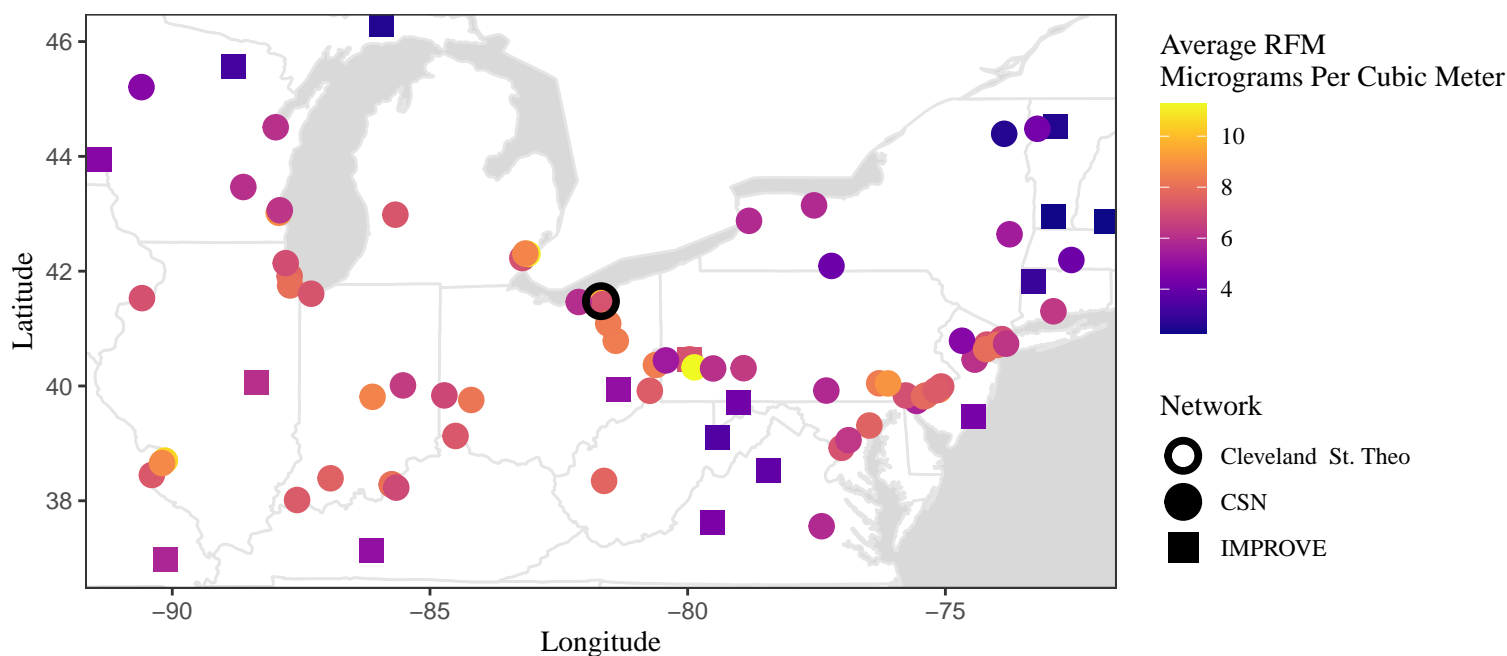 46
44
42
40
38
Latitude
−90
−85
−80
−75
Longitude
Average RFM
Micrograms Per Cubic Meter
10
8
6
4
Network
Cleveland St. Theo
CSN
IMPROVE